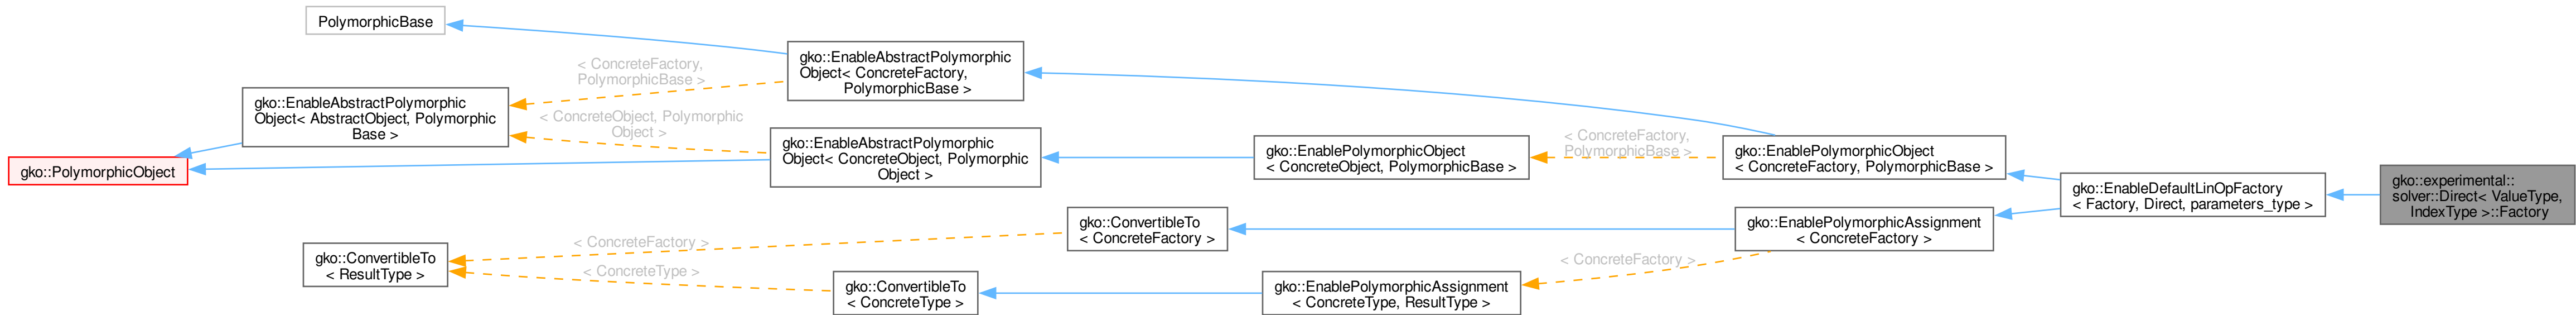 PolymorphicBase
gko::EnableAbstractPolymorphic
Object< ConcreteFactory,
PolymorphicBase >
< ConcreteFactory,
PolymorphicBase >
gko::EnableAbstractPolymorphic
Object< AbstractObject, Polymorphic
Base >
< ConcreteObject, Polymorphic
Object >
gko::EnableAbstractPolymorphic
Object< ConcreteObject, Polymorphic
Object >
gko::PolymorphicObject
gko::EnablePolymorphicObject
< ConcreteObject, PolymorphicBase >
< ConcreteFactory,
PolymorphicBase >
gko::EnablePolymorphicObject
< ConcreteFactory, PolymorphicBase >
gko::EnableDefaultLinOpFactory
< Factory, Direct, parameters_type >
gko::experimental::
solver::Direct< ValueType,
IndexType >::Factory
gko::ConvertibleTo
< ConcreteFactory >
gko::EnablePolymorphicAssignment
< ConcreteFactory >
< ConcreteFactory >
gko::ConvertibleTo
< ResultType >
< ConcreteType >
gko::ConvertibleTo
< ConcreteType >
gko::EnablePolymorphicAssignment
< ConcreteType, ResultType >
< ConcreteFactory >